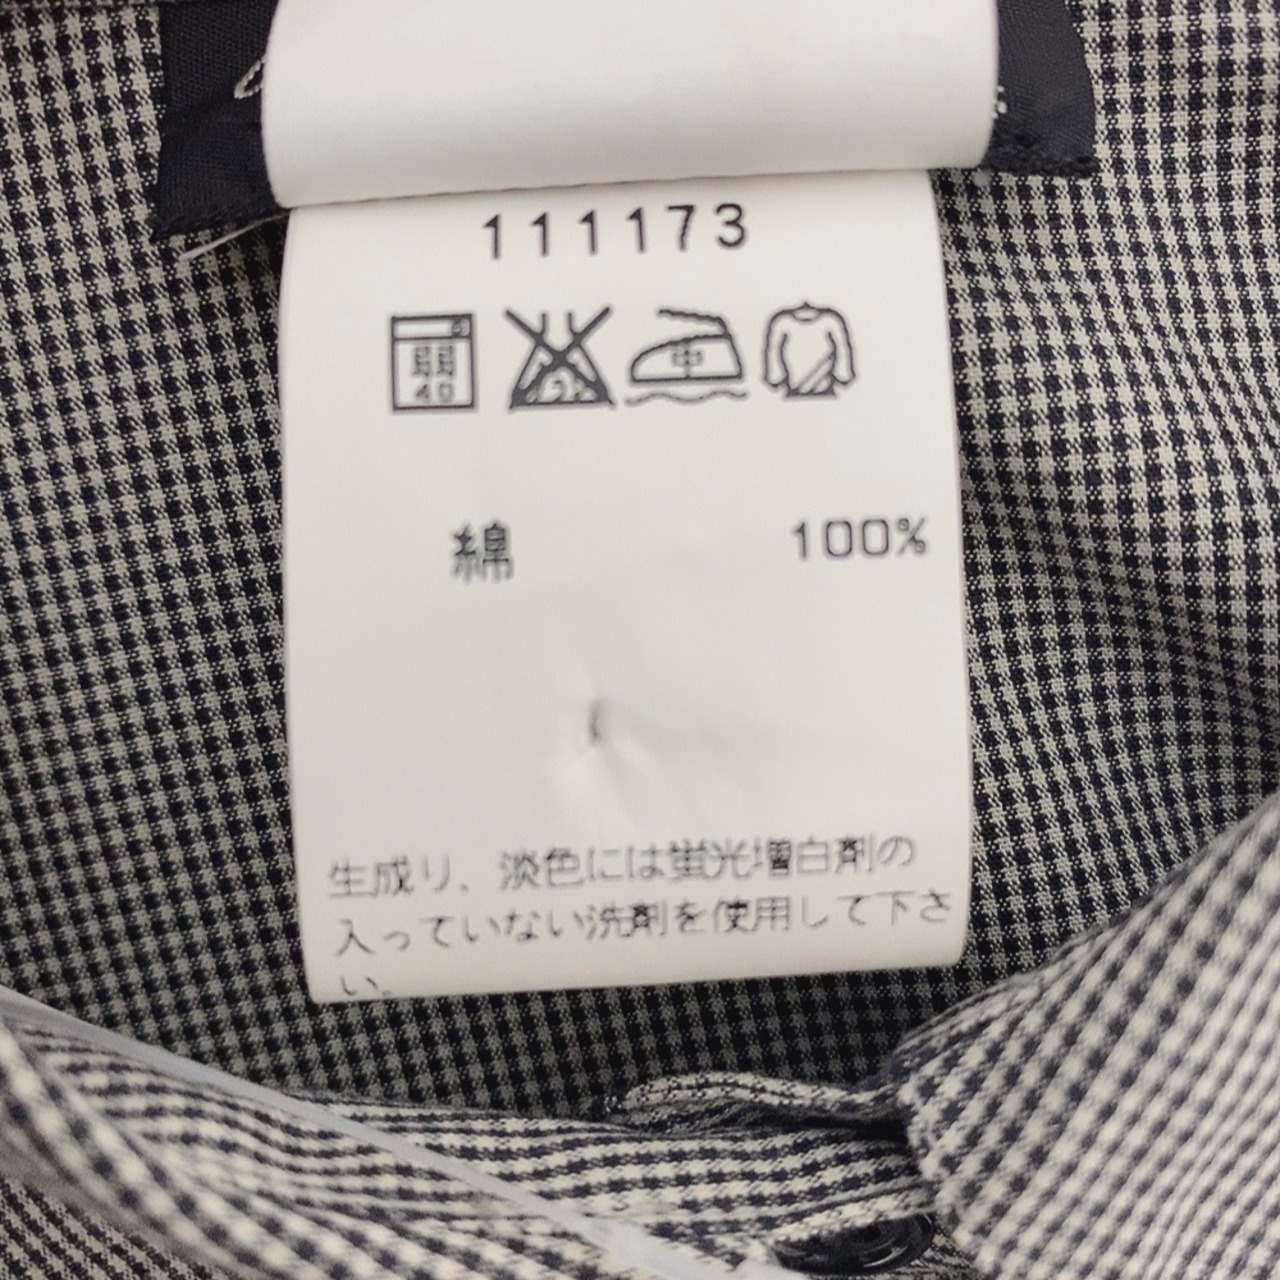 111173
弱
40
中
綿 100%
生成り、淡色には蛍光増白剤の
入っていない洗剤を使用して下さ
い。